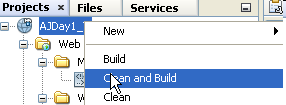 Projects Files Services
AJDay1_
New
Web
Build
M
Clean and Build
W
Clean